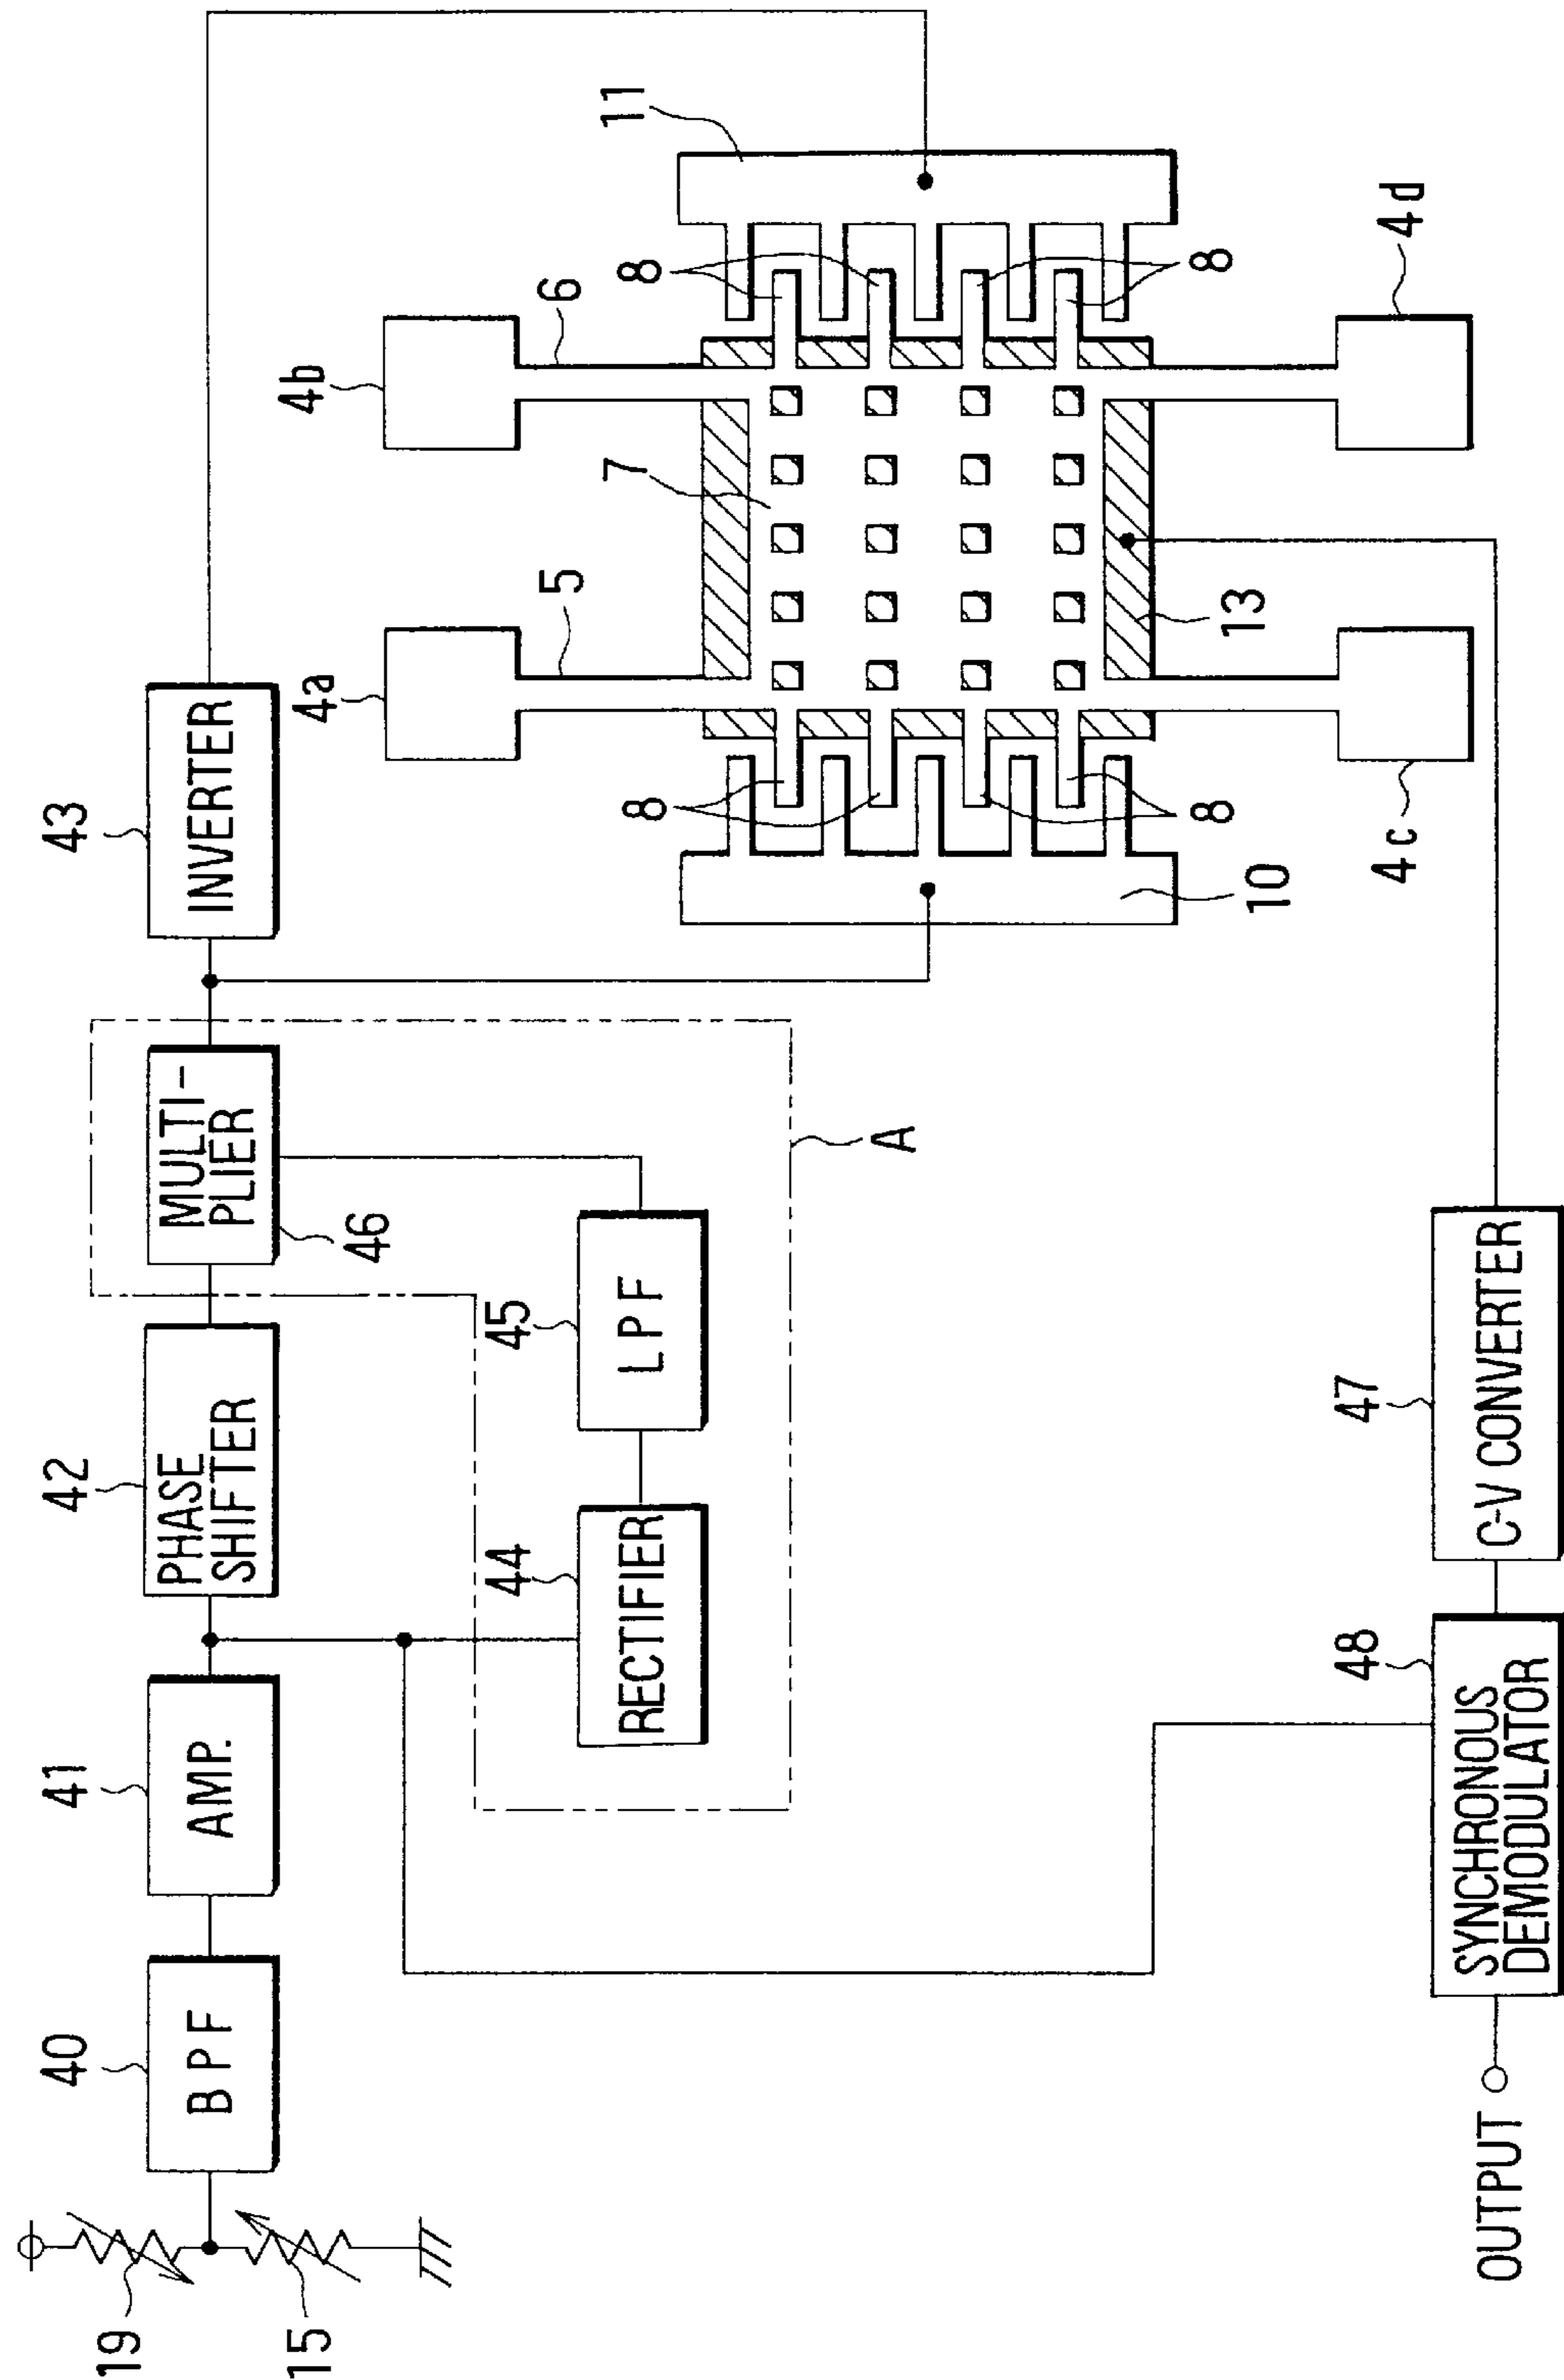 19
15
40
BPF
41
AMP.
42
PHASE
SHIFTER
46
MULTI-
PLIER
43
INVERTER
44
RECTIFIER
45
LPF
A
4a
5
4b
6
7
8
8
8
8
10
11
13
4c
4d
47
C-V CONVERTER
48
SYNCHRONOUS
DEMODULATOR
OUTPUT